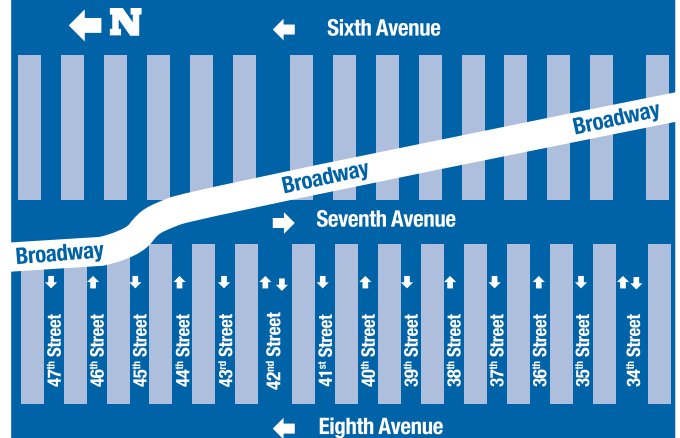 N
Sixth Avenue
Broadway
Broadway
Seventh Avenue
Broadway
47th Street
46th Street
45th Street
44th Street
43rd Street
42nd Street
41st Street
40th Street
39th Street
38th Street
37th Street
36th Street
35th Street
34th Street
Eighth Avenue